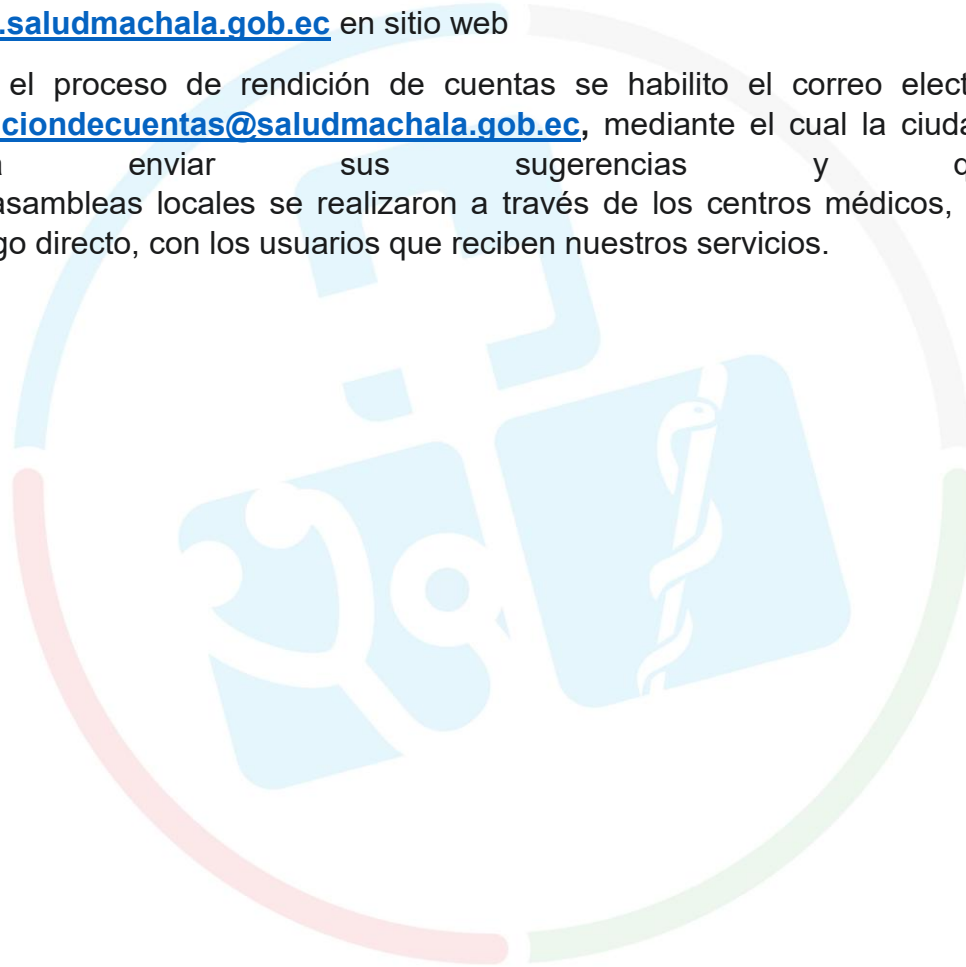 .saludmachala.gob.ec en sitio web
el proceso de rendición de cuentas se habilito el correo elect
ciondecuentas@saludmachala.gob.ec, mediante el cual la ciuda
enviar sus sugerencias y
asambleas locales se realizaron a través de los centros médicos,
go directo, con los usuarios que reciben nuestros servicios.